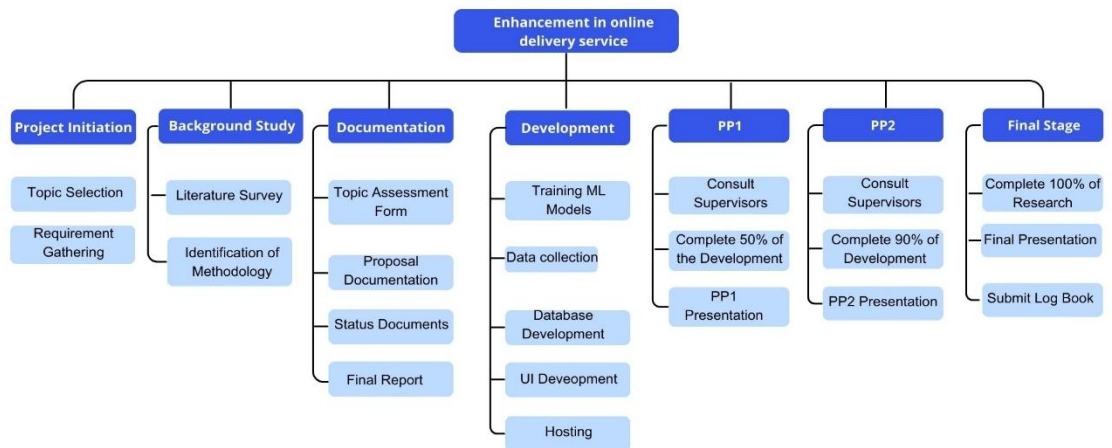 Enhancement in online
delivery service
Project Initiation
Topic Selection
Requirement
Gathering
Background Study
Literature Survey
Identification of
Methodology
Documentation
Topic Assessment
Form
Proposal
Documentation
Status Documents
Final Report
Development
Training ML
Models
Data collection
Database
Development
UI Deveopment
Hosting
PP1
Consult
Supervisors
Complete 50% of
the Development
PP1
Presentation
PP2
Consult
Supervisors
Complete 90% of
Development
PP2 Presentation
Final Stage
Complete 100% of
Research
Final Presentation
Submit Log Book